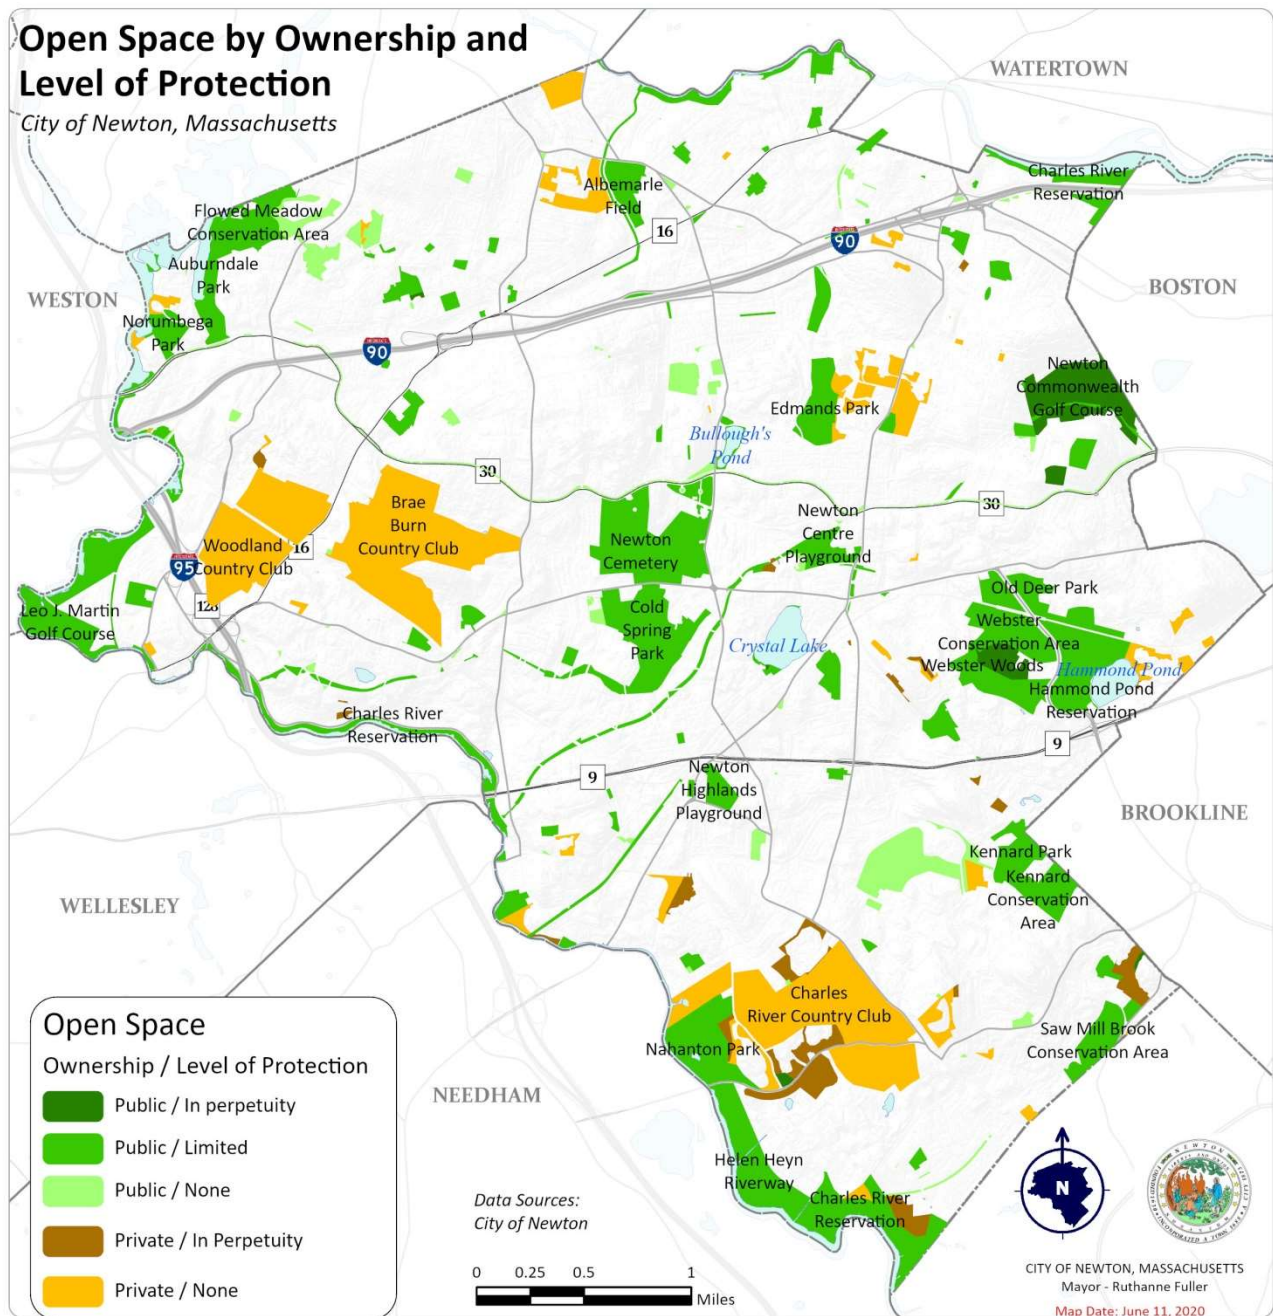 Open Space by Ownership and
Level of Protection
City of Newton, Massachusetts
WATERTOWN
Charles River
Reservation
Albemarle
Field
Flowed Meadow
Conservation Area
16
90
Auburndale
Park
WESTON
BOSTON
Norumbega
Park
90
Newton
Commonwealth
Golf Course
Edmands Park
Bullough's
Pond
30
Brae
Burn
Country Club
30
Newton
Centre
Playground
Woodland
Country Club
16
Newton
Cemetery
95
128
Old Deer Park
Leo J. Martin
Golf Course
Cold
Spring
Park
Webster
Conservation Area
Crystal Lake
Webster Woods
Hammond Pond
Hammond Pond
Reservation
Charles River
Reservation
9
9
Newton
Highlands
Playground
BROOKLINE
Kennard Park
Kennard
Conservation
Area
WELLESLEY
Charles
River Country Club
Saw Mill Brook
Conservation Area
Nahanton Park
NEEDHAM
Helen Heyn
Riverway
Charles River
Reservation
Open Space
Ownership / Level of Protection
Public / In perpetuity
Public / Limited
Public / None
Private / In Perpetuity
Private / None
Data Sources:
City of Newton
0 0.25 0.5 1
Miles
N
CITY OF NEWTON, MASSACHUSETTS
Mayor - Ruthanne Fuller
Map Date: June 11, 2020